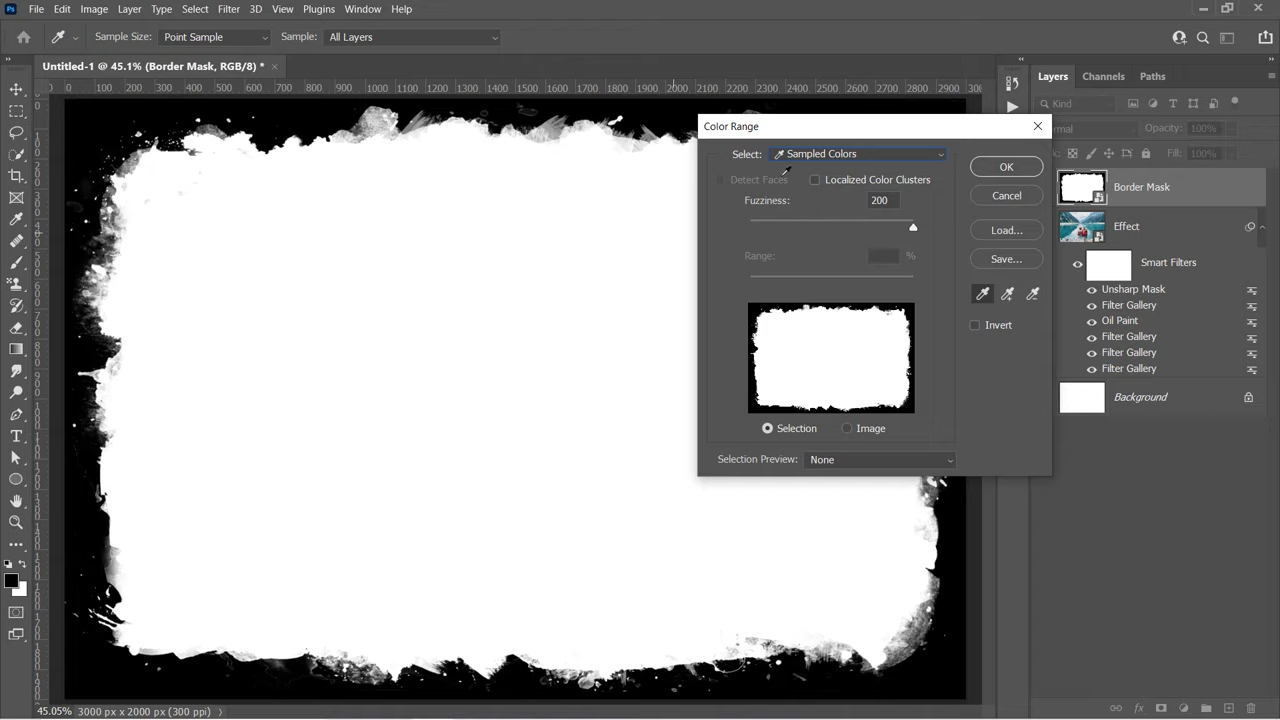 Ps File Edit Image Layer Type Select Filter 3D View Plugins Window Help
Sample Size: Point Sample Sample: All Layers
Untitled-1 @ 45.1% (Border Mask, RGB/8) *
0 100 200 300 400 500 600 700 800 900 1000 1100 1200 1300 1400 1500 1600 1700 1800 1900 2000 2100 2200 2300 2400 2500 2600 2700 2800 2900
Color Range
Select: Sampled Colors
Detect Faces Localized Color Clusters
Fuzziness: 200
Range: %
Selection Image
Selection Preview: None
OK
Cancel
Load...
Save...
Invert
Layers Channels Paths
Kind
Opacity: 100%
Fill: 100%
Border Mask
Effect
Smart Filters
Unsharp Mask
Filter Gallery
Oil Paint
Filter Gallery
Filter Gallery
Filter Gallery
Background
45.05% 3000 px x 2000 px (300 ppi)